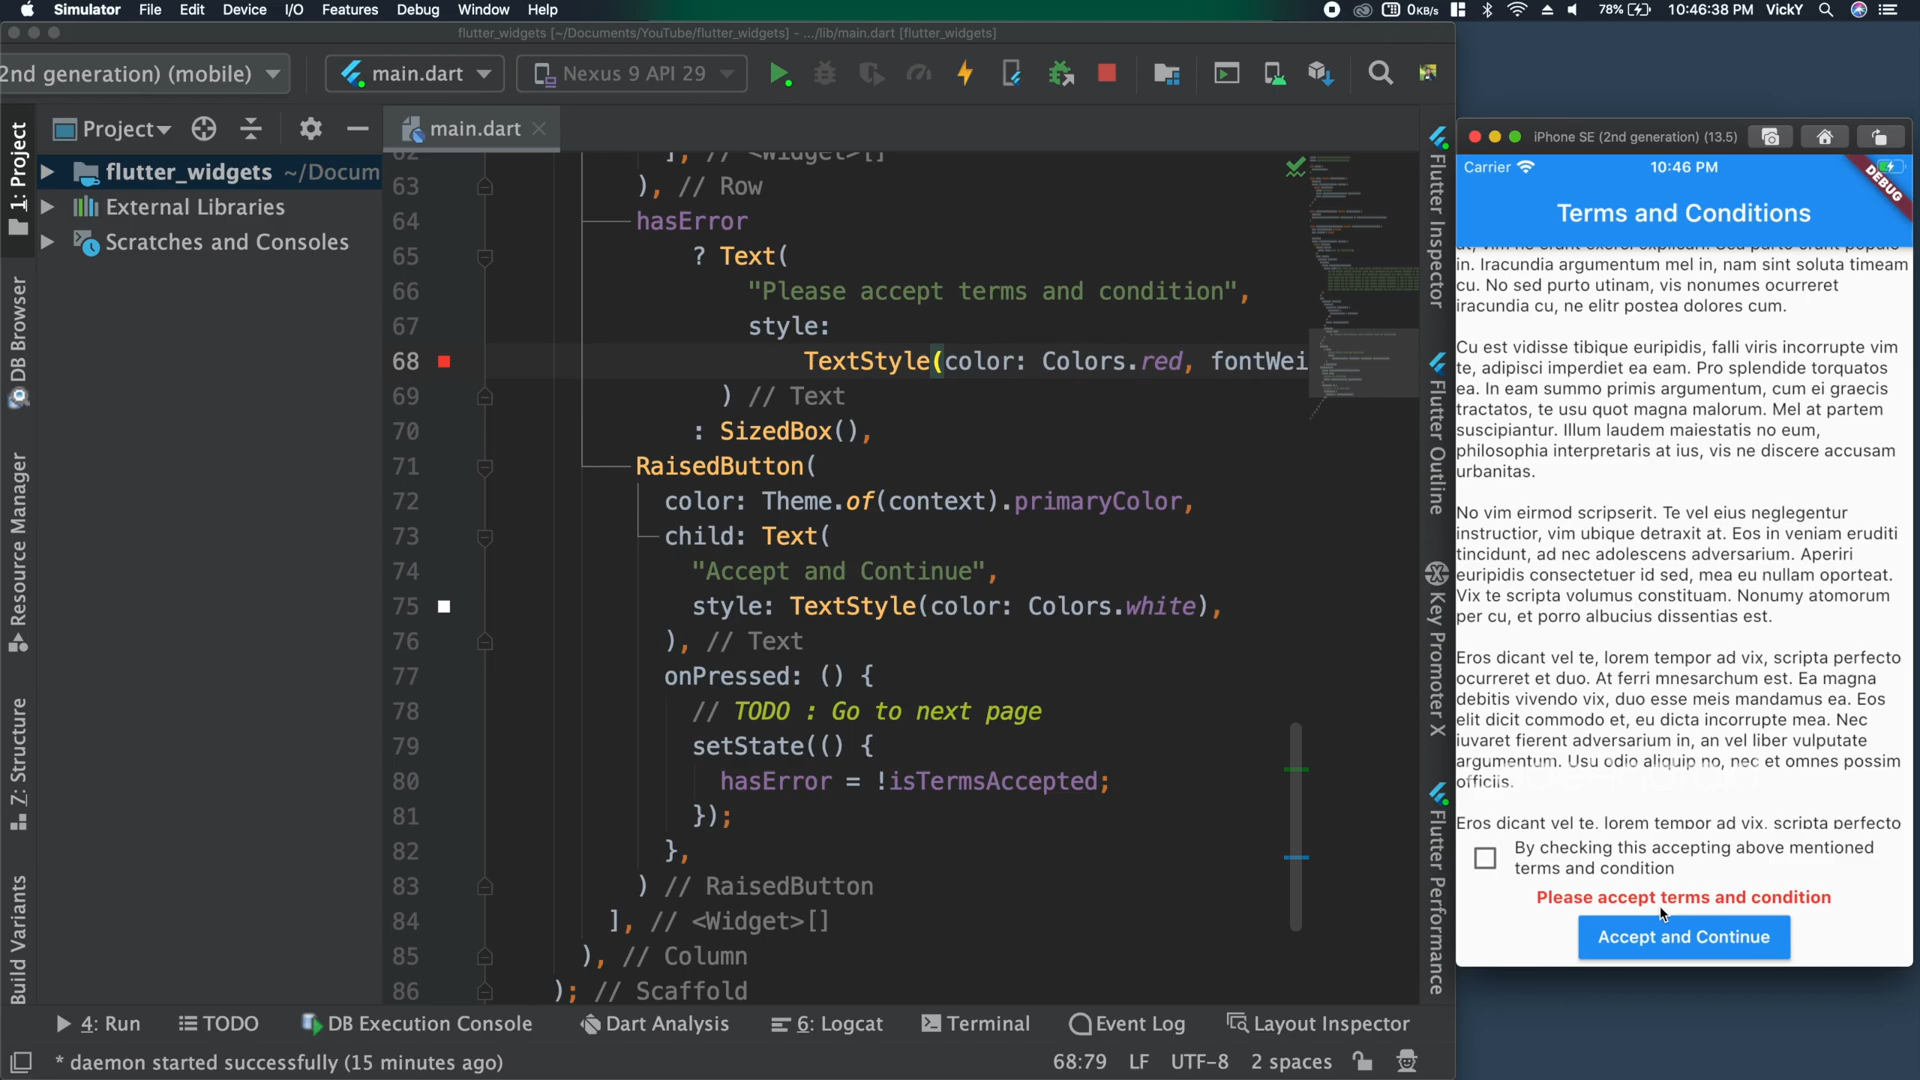 Simulator File Edit Device I/O Features Debug Window Help
0KB/s 78% 10:46:38 PM VickY
flutter_widgets [~/Documents/YouTube/flutter_widgets] - .../lib/main.dart [flutter_widgets]
2nd generation) (mobile) main.dart Nexus 9 API 29
1: Project
DB Browser
Resource Manager
Z: Structure
Build Variants
Project
flutter_widgets ~/Docum
External Libraries
Scratches and Consoles
main.dart
62 ], // <Widget>[]
63 ), // Row
64 hasError
65 ? Text(
66 "Please accept terms and condition",
67 style:
68 TextStyle(color: Colors.red, fontWei
69 ) // Text
70 : SizedBox(),
71 RaisedButton(
72 color: Theme.of(context).primaryColor,
73 child: Text(
74 "Accept and Continue",
75 style: TextStyle(color: Colors.white),
76 ), // Text
77 onPressed: () {
78 // TODO : Go to next page
79 setState(() {
80 hasError = !isTermsAccepted;
81 });
82 },
83 ) // RaisedButton
84 ], // <Widget>[]
85 ), // Column
86 ); // Scaffold
Flutter Inspector
Flutter Outline
Key Promoter X
Flutter Performance
4: Run TODO DB Execution Console Dart Analysis 6: Logcat Terminal Event Log Layout Inspector
* daemon started successfully (15 minutes ago) 68:79 LF UTF-8 2 spaces
iPhone SE (2nd generation) (13.5)
Carrier 10:46 PM
DEBUG
Terms and Conditions
in. Iracundia argumentum mel in, nam sint soluta timeam
cu. No sed purto utinam, vis nonumes ocurreret
iracundia cu, ne elitr postea dolores cum.
Cu est vidisse tibique euripidis, falli viris incorrupte vim
te, adipisci imperdiet ea eam. Pro splendide torquatos
ea. In eam summo primis argumentum, cum ei graecis
tractatos, te usu quot magna malorum. Mel at partem
suscipiantur. Illum laudem maiestatis no eum,
philosophia interpretaris at ius, vis ne discere accusam
urbanitas.
No vim eirmod scripserit. Te vel eius neglegentur
instructior, vim ubique detraxit at. Eos in veniam eruditi
tincidunt, ad nec adolescens adversarium. Aperiri
euripidis consectetuer id sed, mea eu nullam oporteat.
Vix te scripta volumus constituam. Nonumy atomorum
per cu, et porro albucius dissentias est.
Eros dicant vel te, lorem tempor ad vix, scripta perfecto
ocurreret et duo. At ferri mnesarchum est. Ea magna
debitis vivendo vix, duo esse meis mandamus ea. Eos
elit dicit commodo et, eu dicta incorrupte mea. Nec
iuvaret fierent adversarium in, an vel liber vulputate
argumentum. Usu odio aliquip no, nec et omnes possim
officiis.
Eros dicant vel te, lorem tempor ad vix, scripta perfecto
By checking this accepting above mentioned
terms and condition
Please accept terms and condition
Accept and Continue